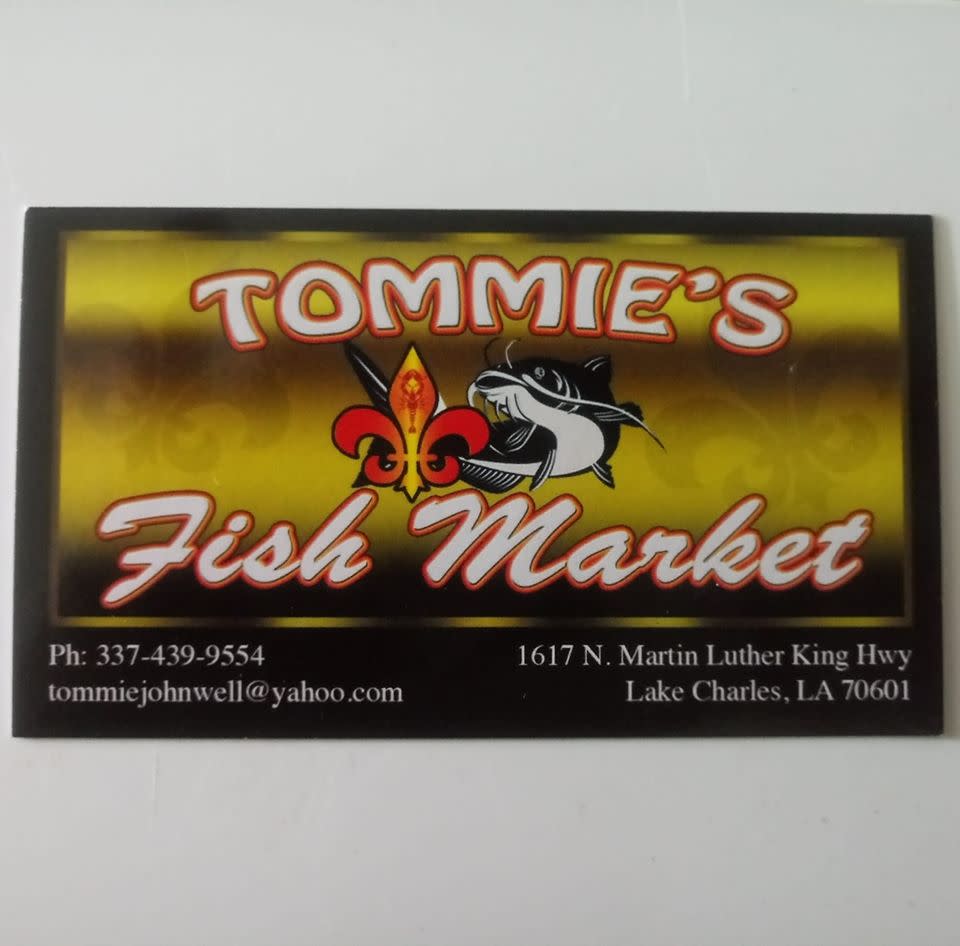 TOMMIE'S
Fish Market
Ph: 337-439-9554
tommiejohnwell@yahoo.com
1617 N. Martin Luther King Hwy
Lake Charles, LA 70601